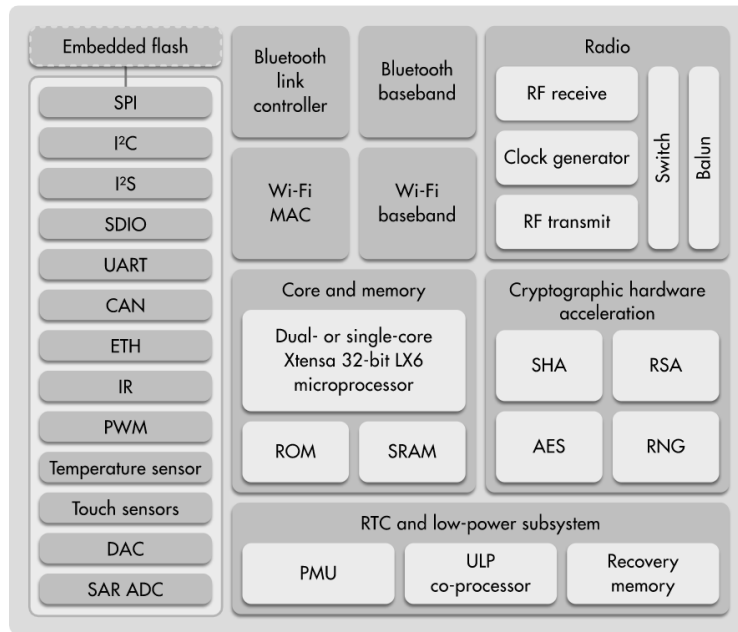 Embedded flash
SPI
I²C
I²S
SDIO
UART
CAN
ETH
IR
PWM
Temperature sensor
Touch sensors
DAC
SAR ADC
Bluetooth
link
controller
Bluetooth
baseband
Wi-Fi
MAC
Wi-Fi
baseband
Radio
RF receive
Clock generator
RF transmit
Switch
Balun
Core and memory
Dual- or single-core
Xtensa 32-bit LX6
microprocessor
ROM
SRAM
Cryptographic hardware
acceleration
SHA
RSA
AES
RNG
RTC and low-power subsystem
PMU
ULP
co-processor
Recovery
memory